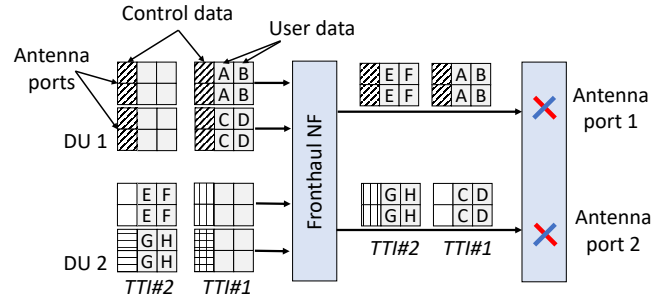 Control data
User data
Antenna
ports
A B
A B
C D
C D
DU 1
E F
E F
G H
G H
DU 2
TTI#2 TTI#1
Fronthaul NF
E F
E F
A B
A B
G H
G H
C D
C D
TTI#2 TTI#1
Antenna
port 1
Antenna
port 2